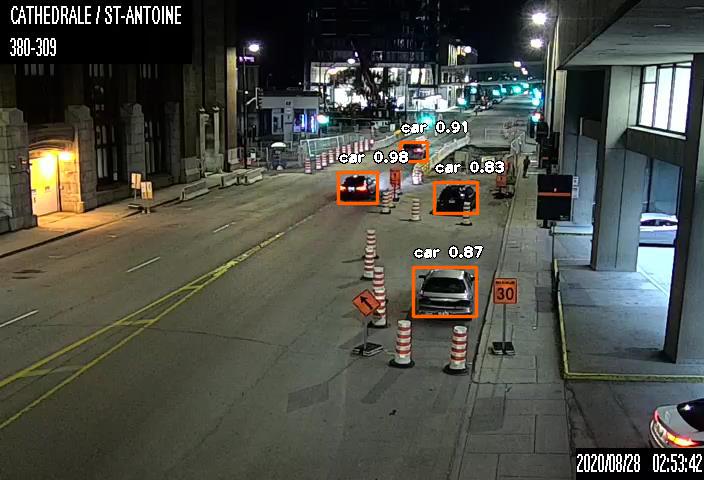 CATHEDRALE / ST-ANTOINE
380-309
car 0.91
car 0.98
car 0.83
car 0.87
MAXIMUM
30
2020/08/28 02:53:42